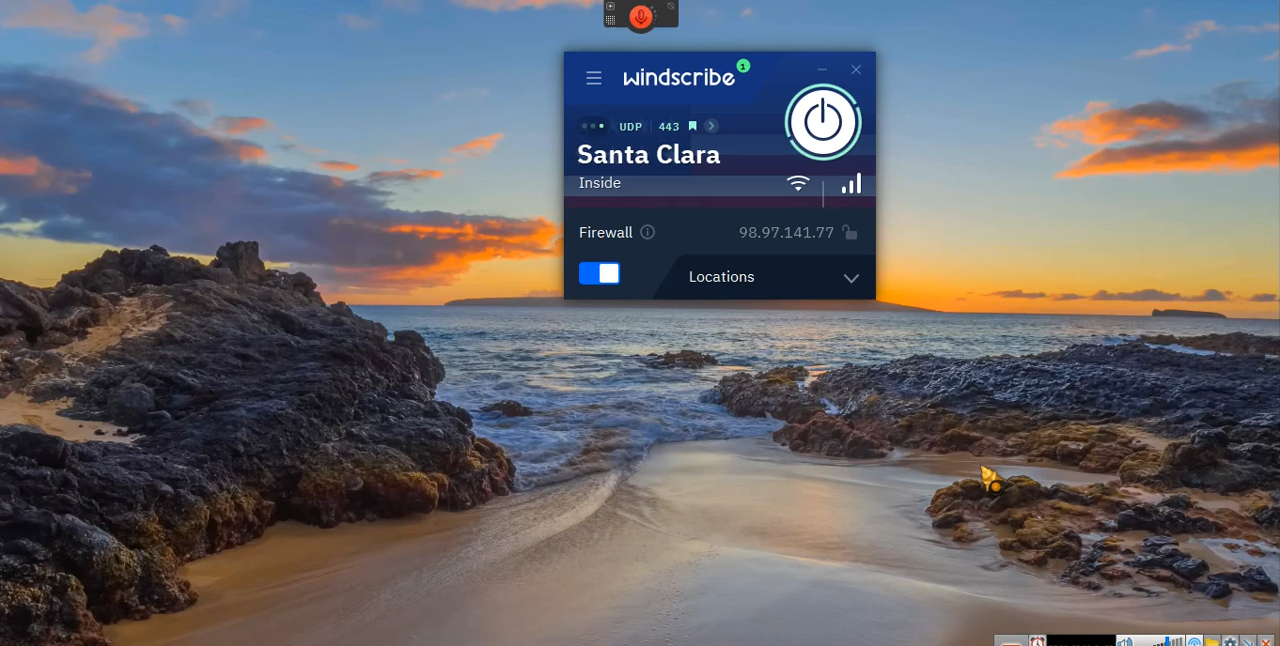 windscribe 1
UDP 443
Santa Clara
Inside
Firewall 98.97.141.77
Locations